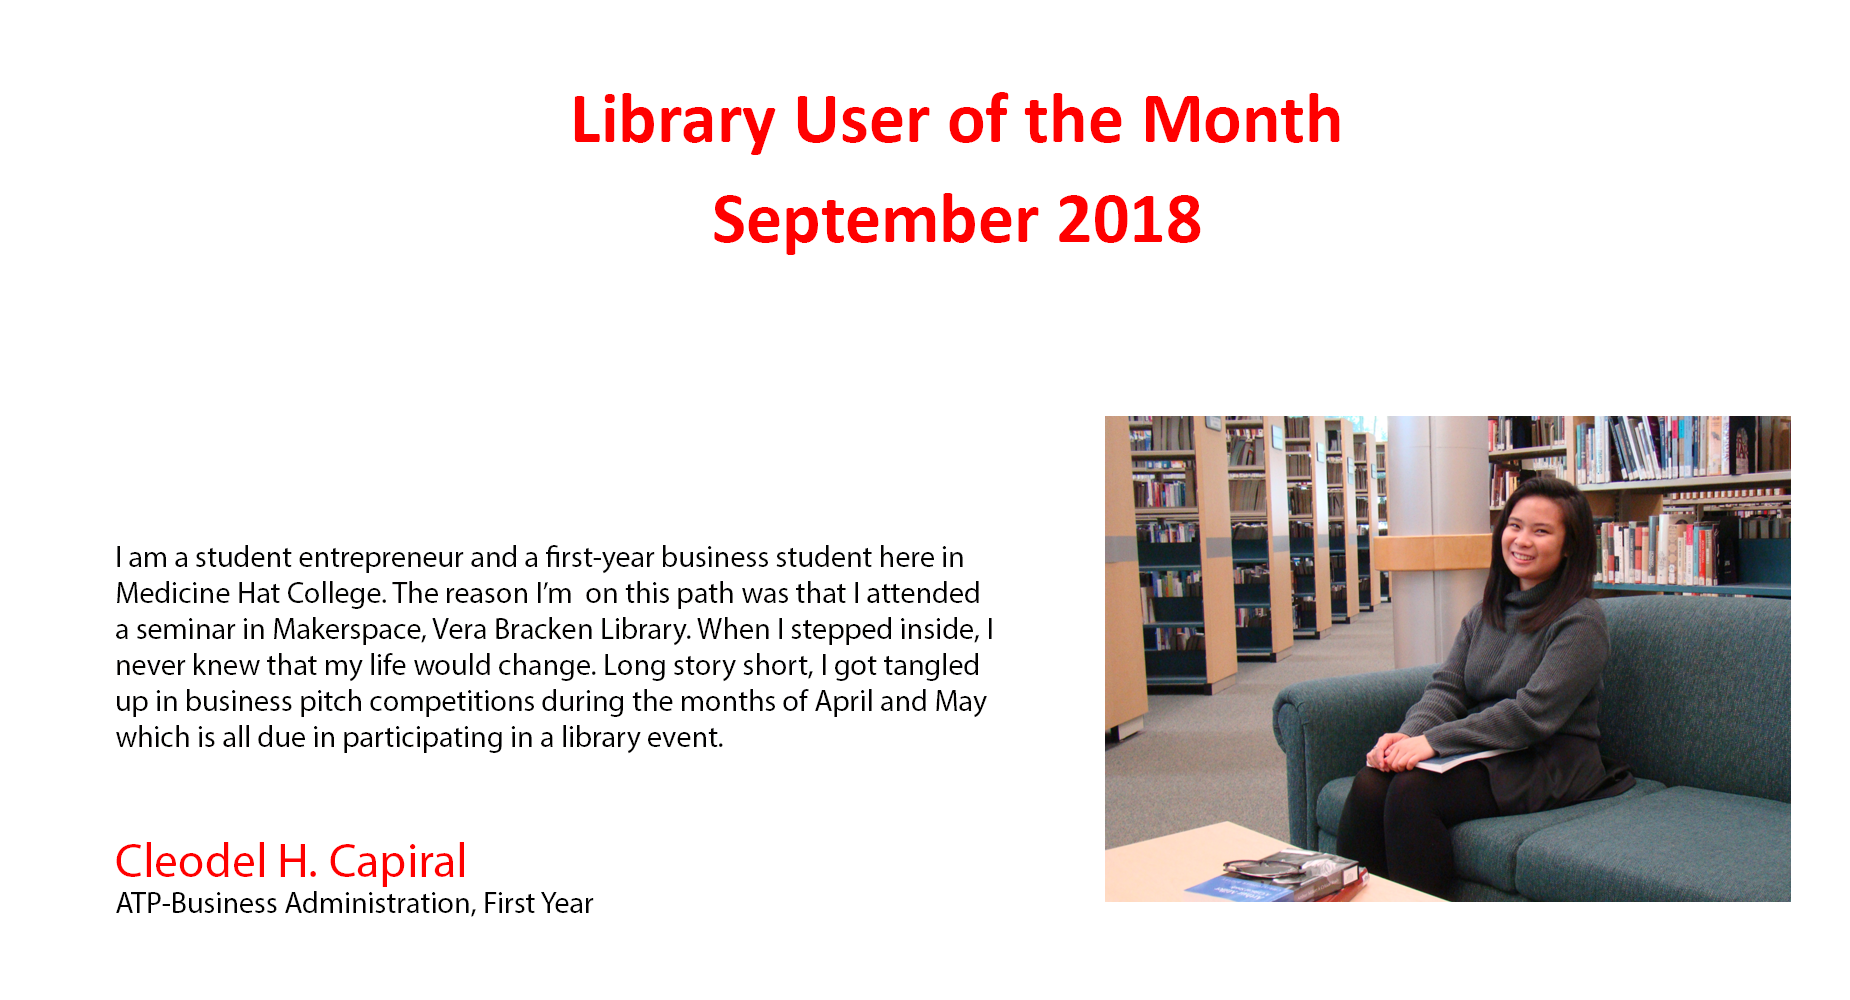 Library User of the Month
September 2018
I am a student entrepreneur and a first-year business student here in
Medicine Hat College. The reason I’m  on this path was that I attended
a seminar in Makerspace, Vera Bracken Library. When I stepped inside, I
never knew that my life would change. Long story short, I got tangled
up in business pitch competitions during the months of April and May
which is all due in participating in a library event.
Cleodel H. Capiral
ATP-Business Administration, First Year